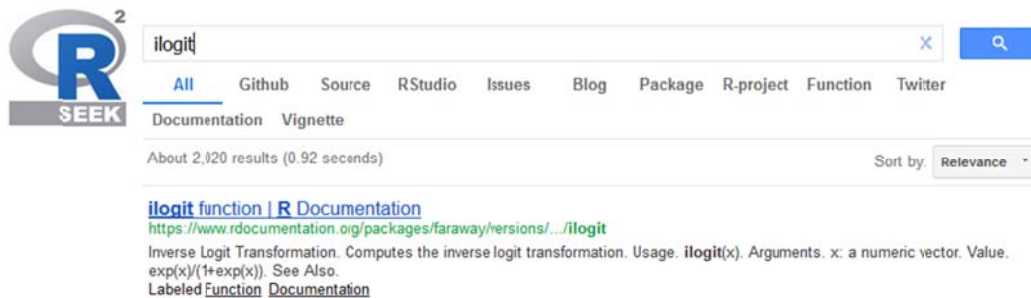 R 2
SEEK
ilogit
All Github Source RStudio Issues Blog Package R-project Function Twitter
Documentation Vignette
About 2,020 results (0.92 seconds)
Sort by: Relevance
ilogit function | R Documentation
https://www.rdocumentation.org/packages/faraway/versions/.../ilogit
Inverse Logit Transformation. Computes the inverse logit transformation. Usage. ilogit(x). Arguments. x: a numeric vector. Value.
exp(x)/(1+exp(x)). See Also.
Labeled Function Documentation